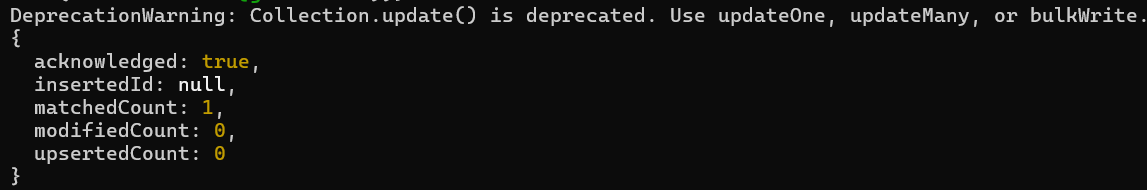 DeprecationWarning: Collection.update() is deprecated. Use updateOne, updateMany, or bulkWrite.
{
  acknowledged: true,
  insertedId: null,
  matchedCount: 1,
  modifiedCount: 0,
  upsertedCount: 0
}